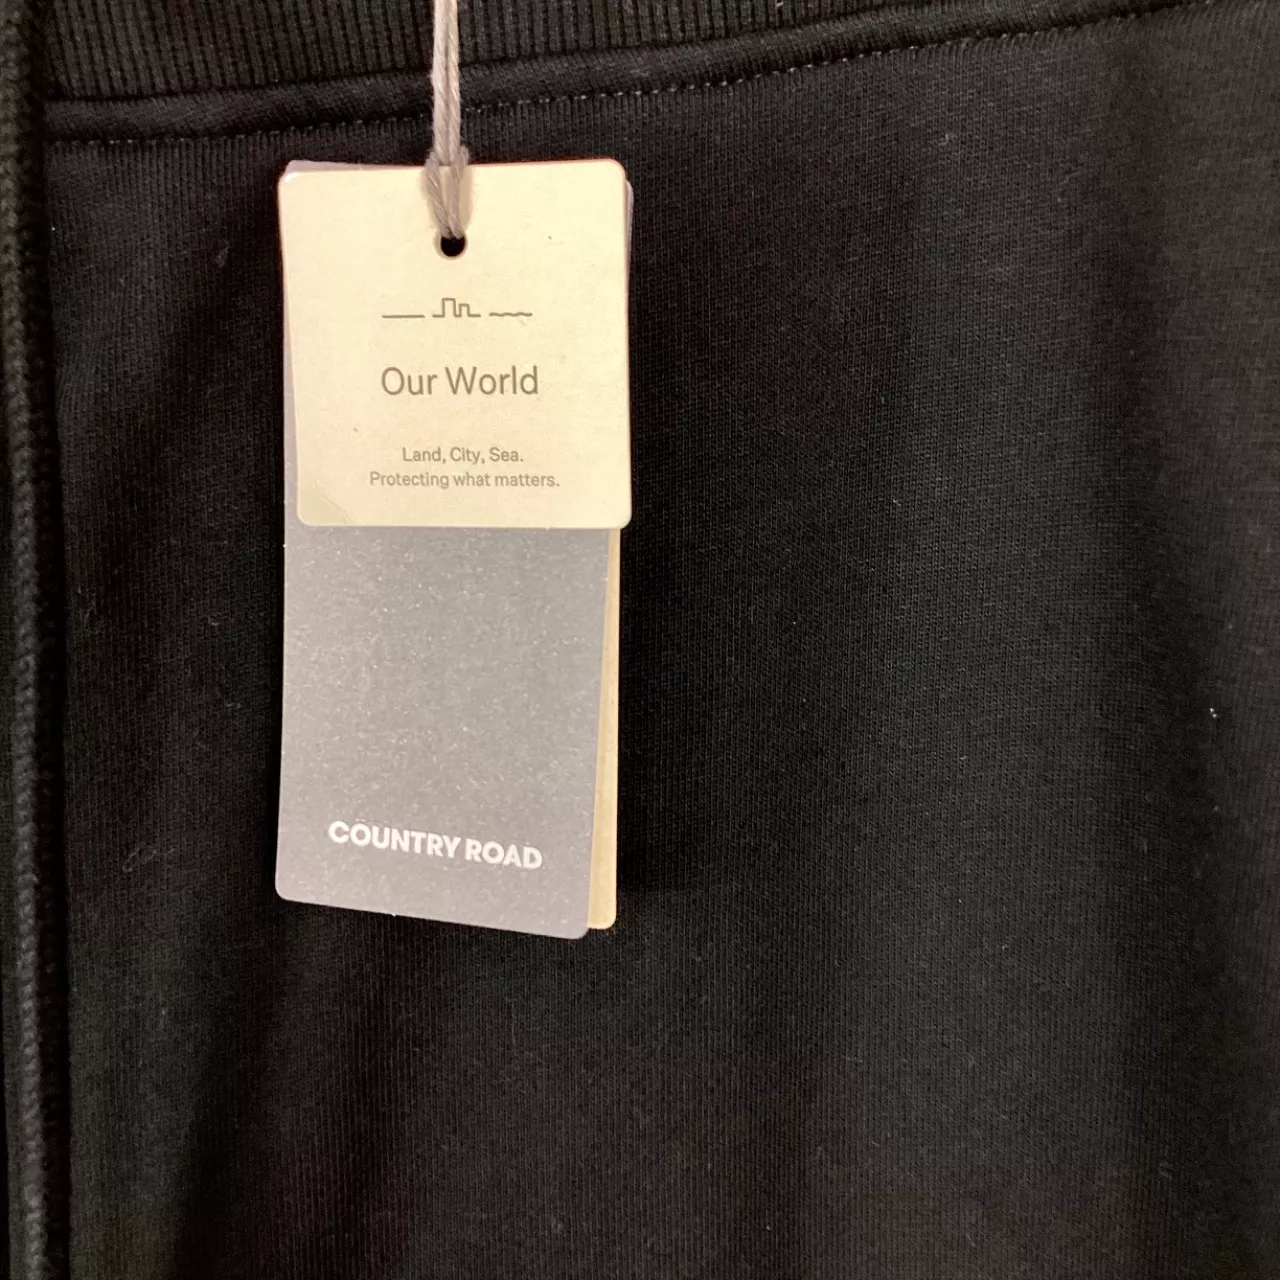 Our World
Land, City, Sea.
Protecting what matters.
COUNTRY ROAD